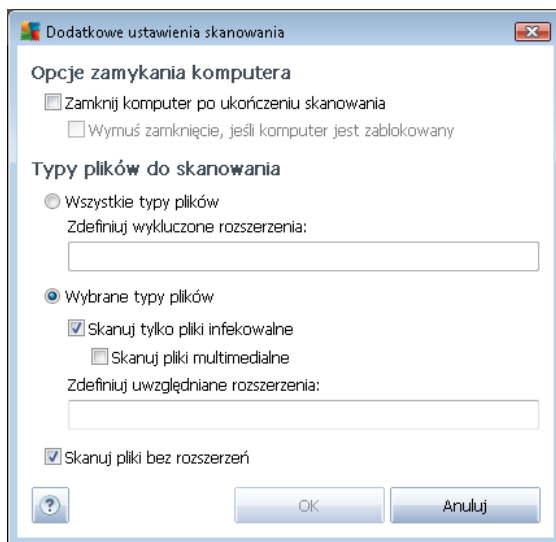 Dodatkowe ustawienia skanowania
Opcje zamykania komputera
Zamknij komputer po ukończeniu skanowania
Wymuś zamknięcie, jeśli komputer jest zablokowany
Typy plików do skanowania
Wszystkie typy plików
Zdefiniuj wykluczone rozszerzenia:
Wybrane typy plików
Skanuj tylko pliki infekowalne
Skanuj pliki multimedialne
Zdefiniuj uwzględniane rozszerzenia:
Skanuj pliki bez rozszerzeń
? OK Anuluj